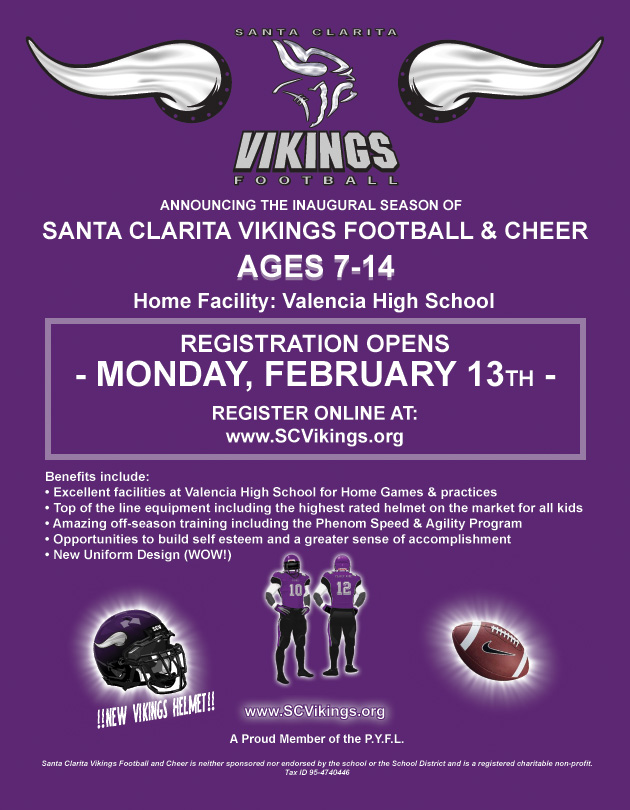 SANTA CLARITA
VIKINGS
FOOTBALL
ANNOUNCING THE INAUGURAL SEASON OF
SANTA CLARITA VIKINGS FOOTBALL & CHEER
AGES 7-14
Home Facility: Valencia High School
REGISTRATION OPENS
- MONDAY, FEBRUARY 13TH -
REGISTER ONLINE AT:
www.SCVikings.org
Benefits include:
• Excellent facilities at Valencia High School for Home Games & practices
• Top of the line equipment including the highest rated helmet on the market for all kids
• Amazing off-season training including the Phenom Speed & Agility Program
• Opportunities to build self esteem and a greater sense of accomplishment
• New Uniform Design (WOW!)
10
12
!!NEW VIKINGS HELMET!!
www.SCVikings.org
A Proud Member of the P.Y.F.L.
Santa Clarita Vikings Football and Cheer is neither sponsored nor endorsed by the school or the School District and is a registered charitable non-profit.
Tax ID 95-4740446